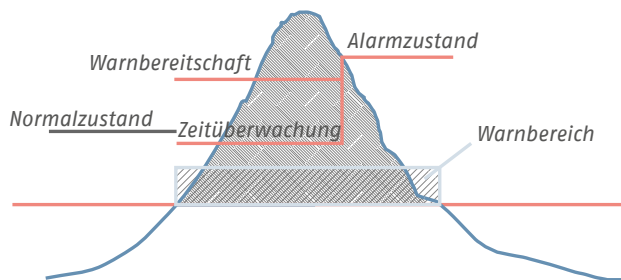 Alarmzustand
Warnbereitschaft
Normalzustand
Zeitüberwachung
Warnbereich